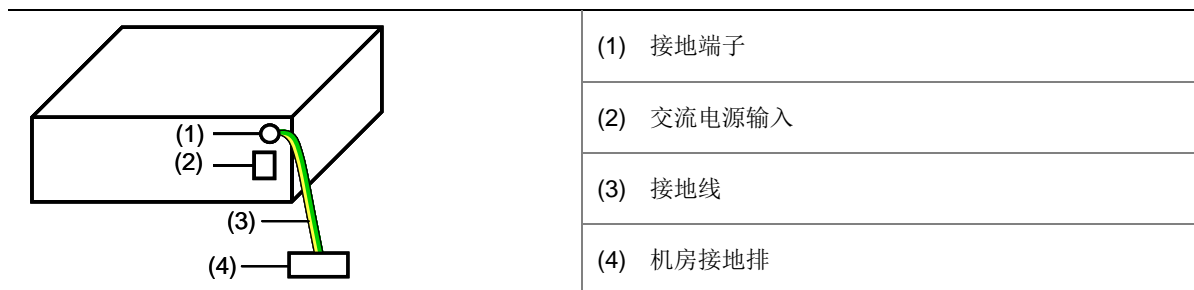 (1)
(2)
(3)
(4)
(1) 接地端子
(2) 交流电源输入
(3) 接地线
(4) 机房接地排